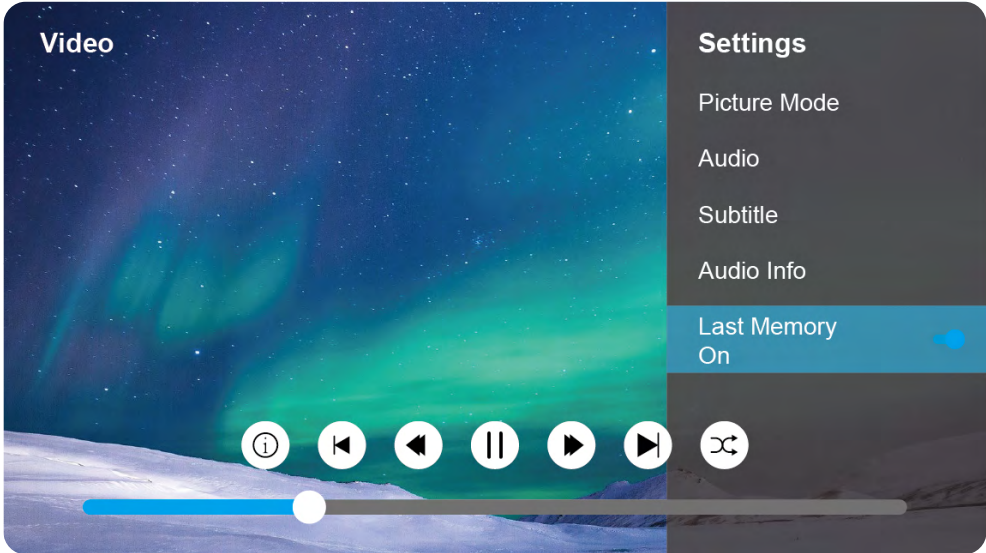 Video
Settings
Picture Mode
Audio
Subtitle
Audio Info
Last Memory
On